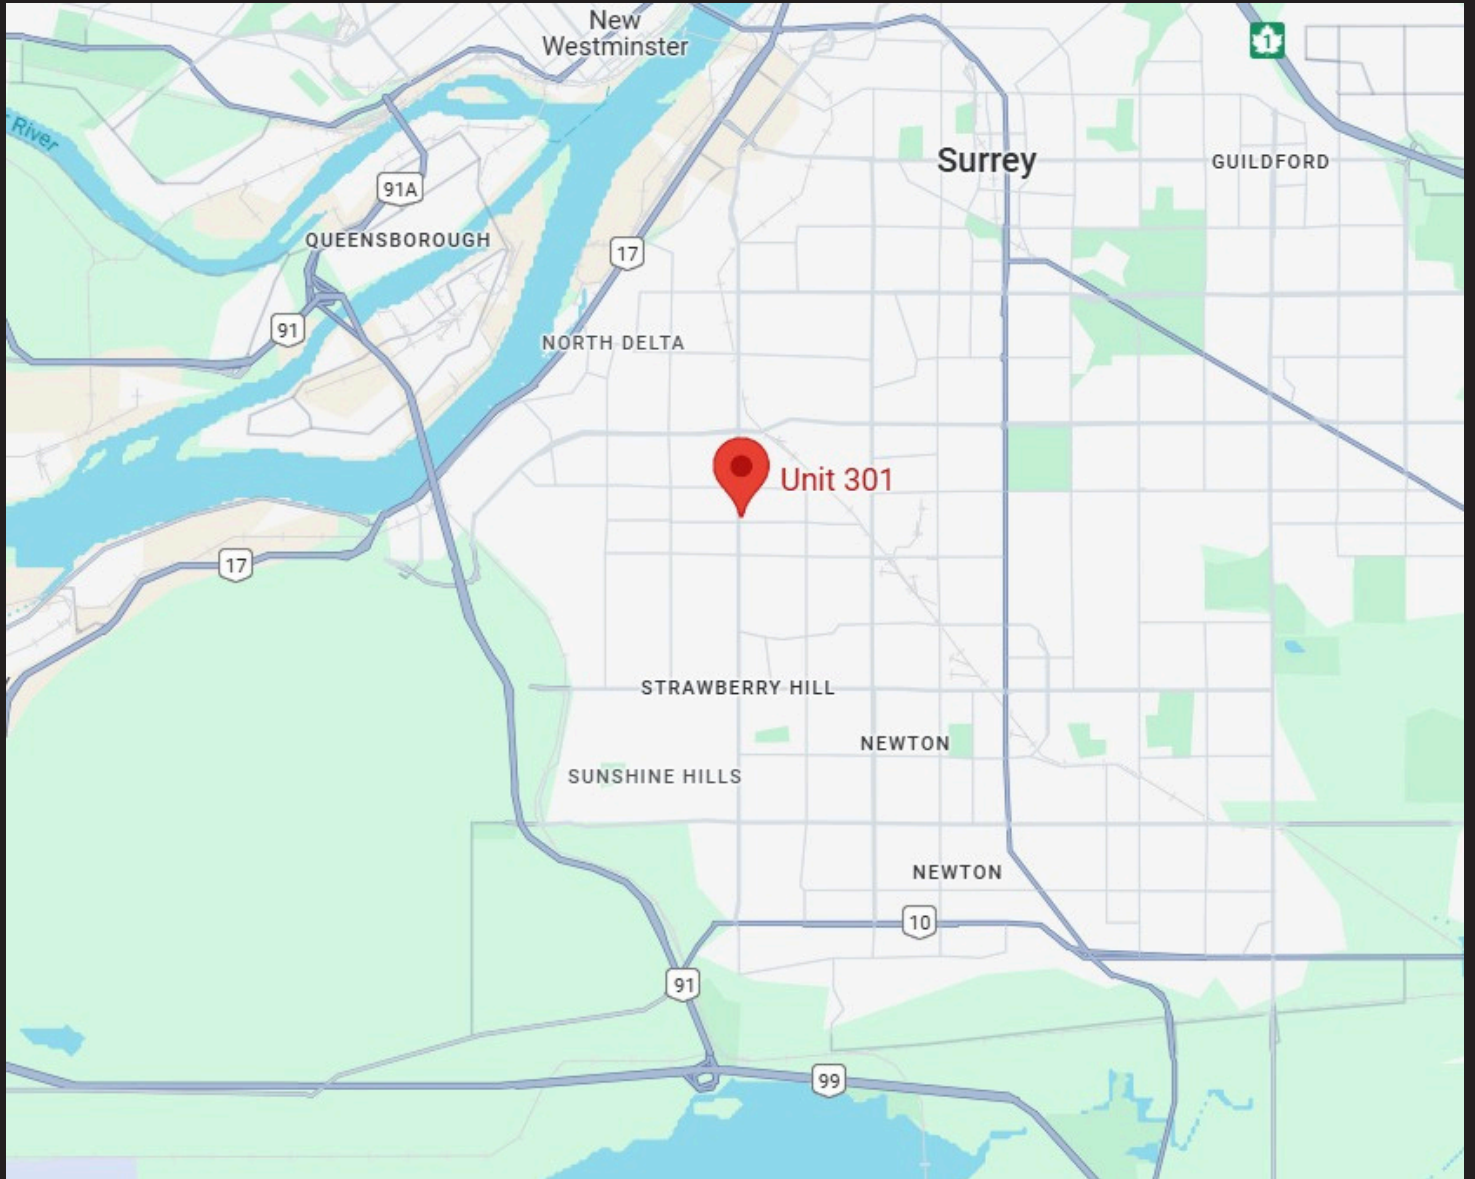 New
Westminster
1
River
Surrey
GUILDFORD
91A
QUEENSBOROUGH
17
91
NORTH DELTA
Unit 301
17
STRAWBERRY HILL
NEWTON
SUNSHINE HILLS
NEWTON
10
91
99